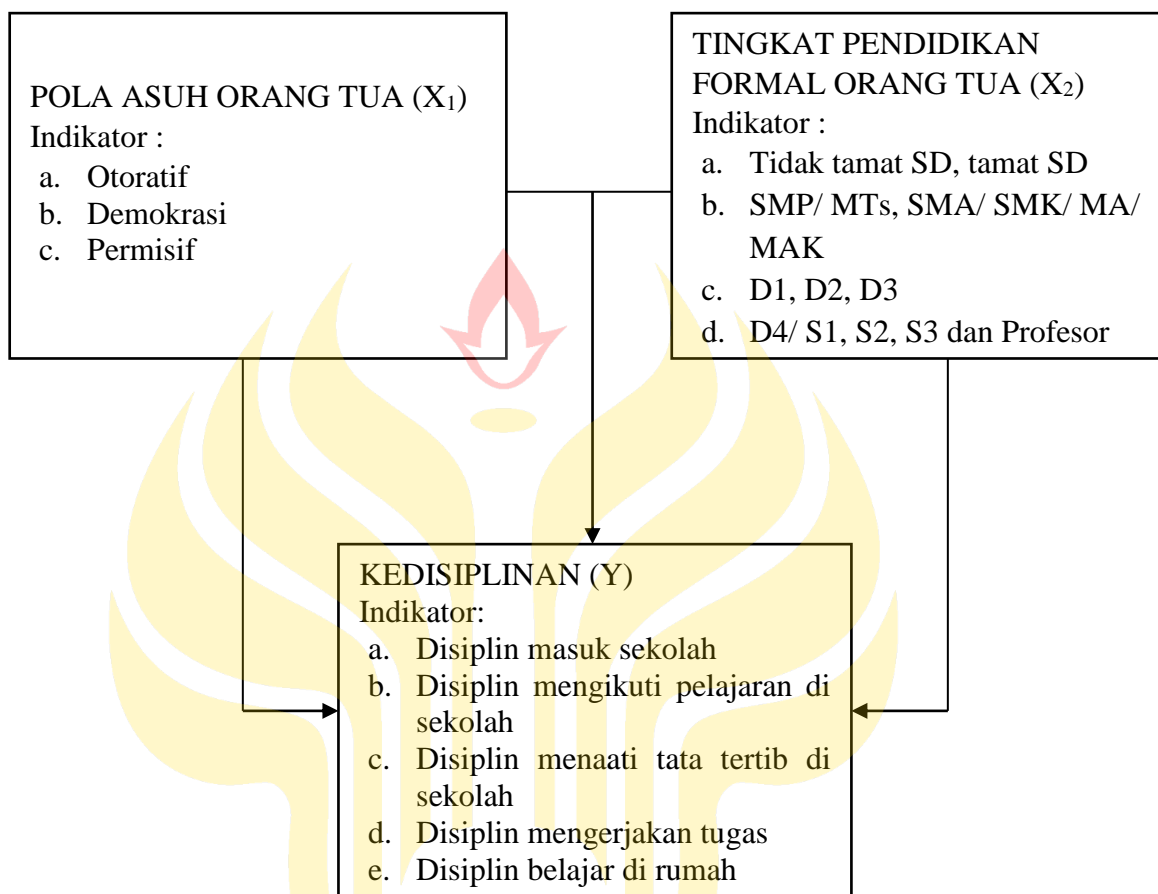 POLA ASUH ORANG TUA (X₁)
Indikator :
a. Otoratif
b. Demokrasi
c. Permisif
TINGKAT PENDIDIKAN
FORMAL ORANG TUA (X₂)
Indikator :
a. Tidak tamat SD, tamat SD
b. SMP/ MTs, SMA/ SMK/ MA/
MAK
c. D1, D2, D3
d. D4/ S1, S2, S3 dan Profesor
KEDISIPLINAN (Y)
Indikator:
a. Disiplin masuk sekolah
b. Disiplin mengikuti pelajaran di
sekolah
c. Disiplin menaati tata tertib di
sekolah
d. Disiplin mengerjakan tugas
e. Disiplin belajar di rumah